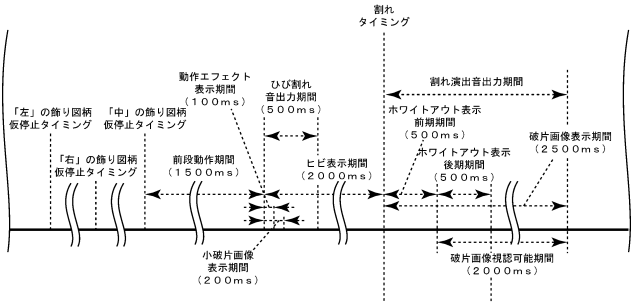 割れ
タイミング
動作エフェクト
表示期間
(100ms)
ひび割れ
音出力期間
(500ms)
割れ演出音出力期間
「左」の飾り図柄
仮停止タイミング
「中」の飾り図柄
仮停止タイミング
ホワイトアウト表示
前期期間
(500ms)
破片画像表示期間
(2500ms)
「右」の飾り図柄
仮停止タイミング
前段動作期間
(1500ms)
ヒビ表示期間
(2000ms)
ホワイトアウト表示
後期期間
(500ms)
小破片画像
表示期間
(200ms)
破片画像視認可能期間
(2000ms)